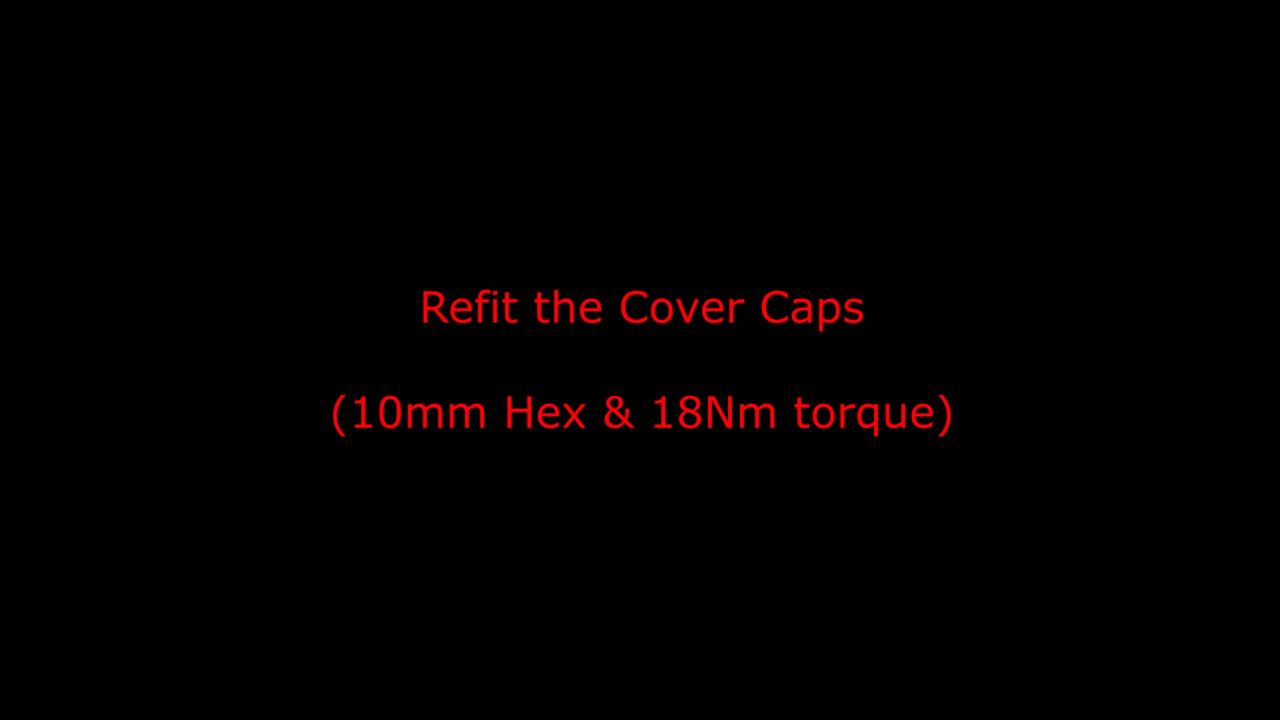 Refit the Cover Caps
(10mm Hex & 18Nm torque)